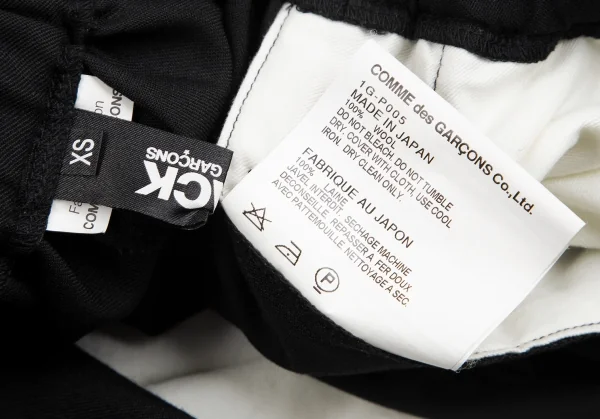 XS
ACK
GARÇONS
COM
COMME des GARÇONS Co., Ltd.
1G-P005
MADE IN JAPAN
100% WOOL
DO NOT BLEACH. DO NOT TUMBLE
DRY. COVER WITH CLOTH, USE COOL
IRON. DRY CLEAN ONLY.
FABRIQUE AU JAPON
100% LAINE
JAVEL INTERDIT. SECHAGE MACHINE
DECONSEILLE. REPASSER A FER DOUX
AVEC PATTEMOUILLE NETTOYAGE A SEC.
P